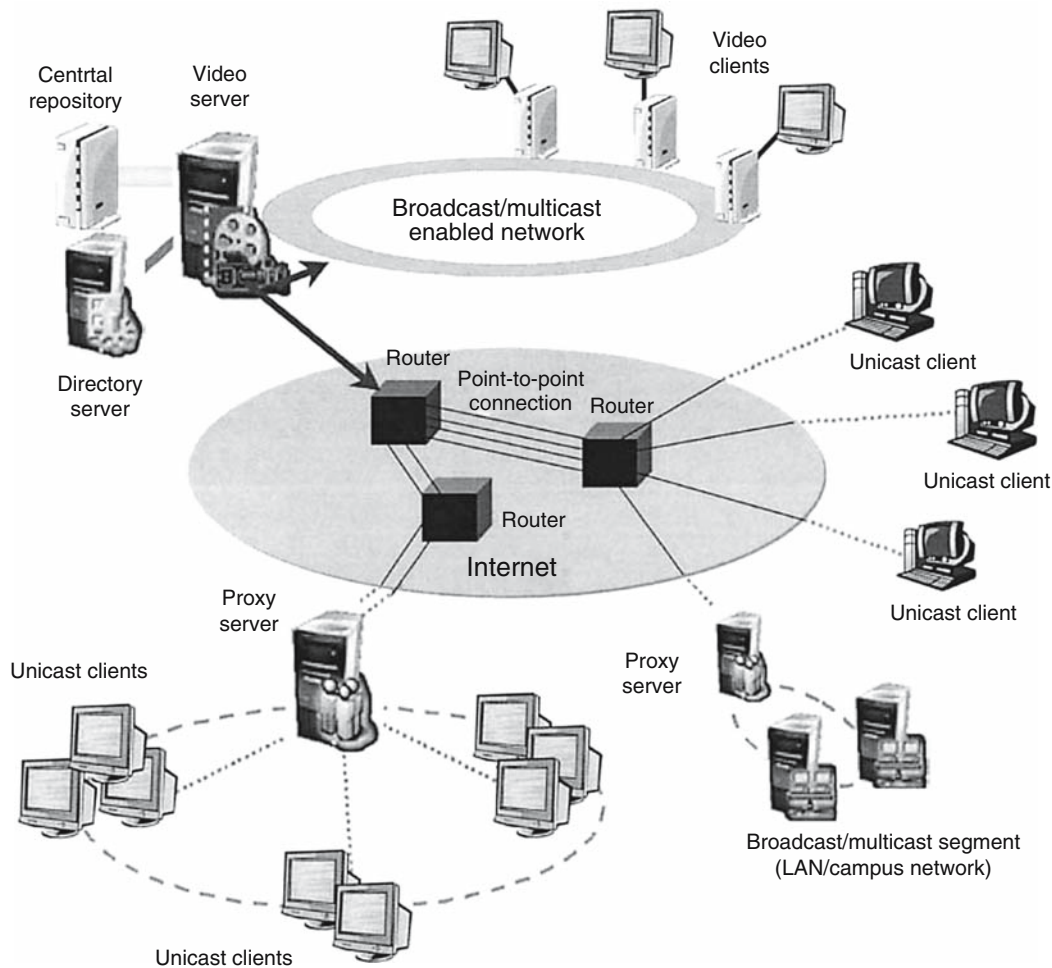 Centrtal
repository
Video
server
Video
clients
Broadcast/multicast
enabled network
Directory
server
Router
Point-to-point
connection
Router
Router
Internet
Unicast client
Unicast client
Unicast client
Proxy
server
Unicast clients
Proxy
server
Broadcast/multicast segment
(LAN/campus network)
Unicast clients